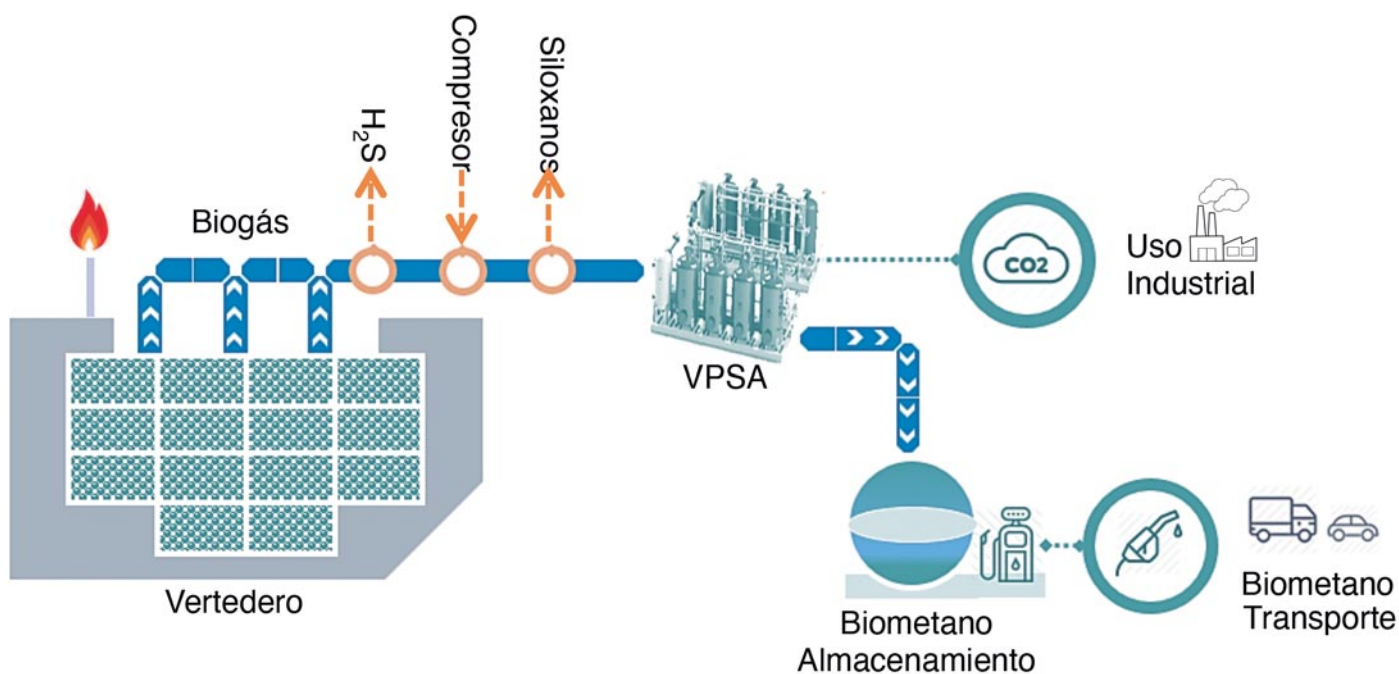 H₂S
Compresor
Siloxanos
Biogás
CO2
Uso
Industrial
VPSA
Vertedero
Biometano
Almacenamiento
Biometano
Transporte